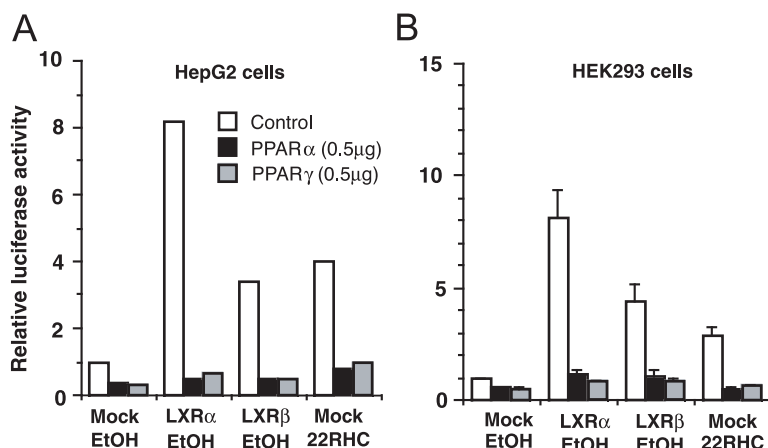 A
B
HepG2 cells
HEK293 cells
Relative luciferase activity
10
8
6
4
2
0
Control
PPARα (0.5μg)
PPARγ (0.5μg)
Mock
EtOH
LXRα
EtOH
LXRβ
EtOH
Mock
22RHC
15
10
5
0
Mock
EtOH
LXRα
EtOH
LXRβ
EtOH
Mock
22RHC